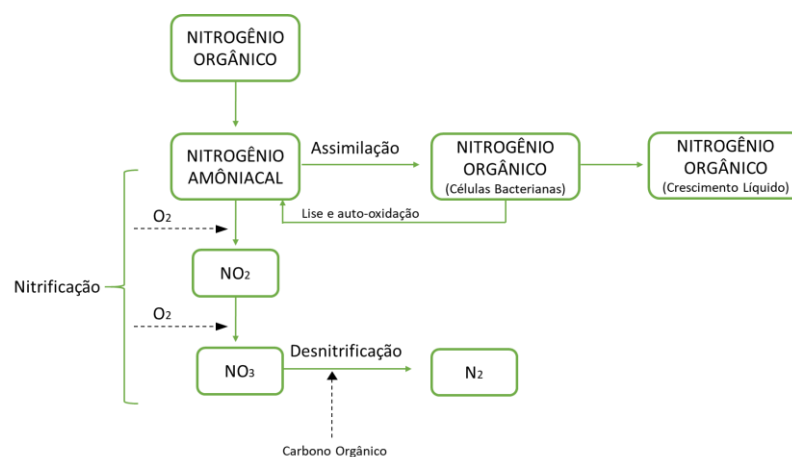 NITROGÊNIO
ORGÂNICO
NITROGÊNIO
AMÔNIACAL
Assimilação
NITROGÊNIO
ORGÂNICO
(Células Bacterianas)
NITROGÊNIO
ORGÂNICO
(Crescimento Líquido)
Lise e auto-oxidação
O₂
NO₂
Nitrificação
O₂
NO₃
Desnitrificação
N₂
Carbono Orgânico